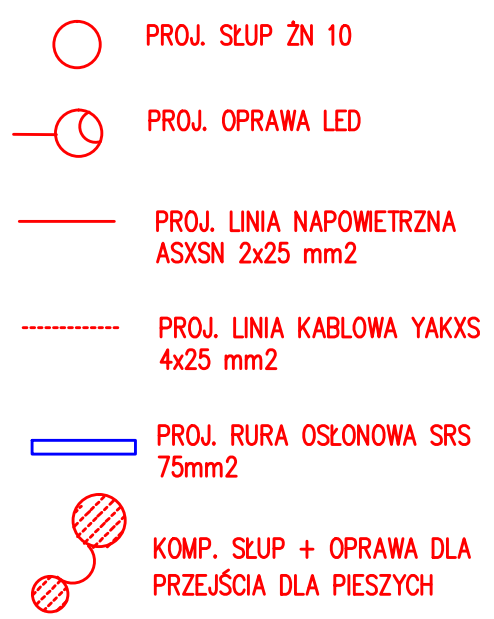 PROJ. SŁUP ŻN 10
PROJ. OPRAWA LED
PROJ. LINIA NAPOWIETRZNA
ASXSN 2x25 mm2
PROJ. LINIA KABLOWA YAKXS
4x25 mm2
PROJ. RURA OSŁONOWA SRS
75mm2
KOMP. SŁUP + OPRAWA DLA
PRZEJŚCIA DLA PIESZYCH